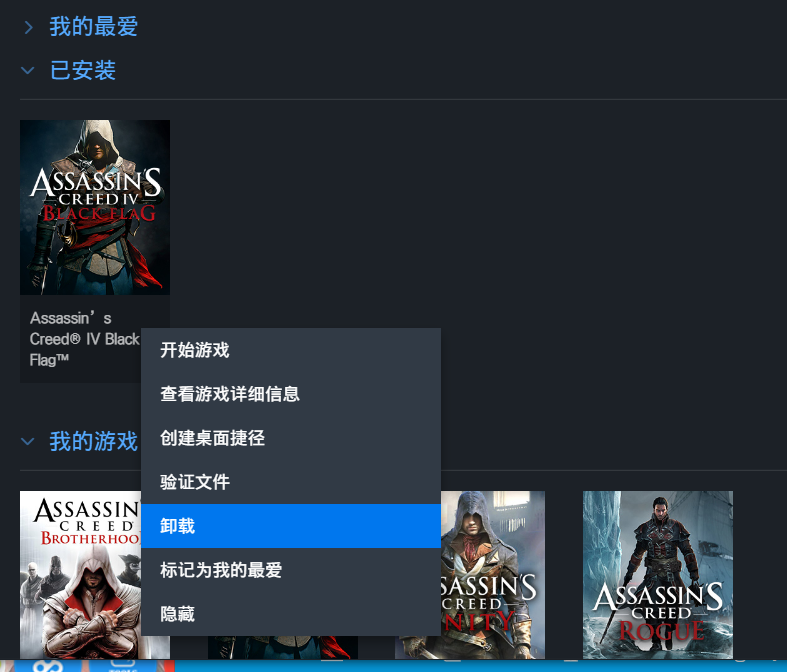 我的最爱
已安装
ASSASSIN'S
CREED IV
BLACK FLAG
Assassin’s
Creed® IV Black
Flag™
开始游戏
查看游戏详细信息
创建桌面捷径
验证文件
卸载
标记为我的最爱
隐藏
我的游戏
ASSASSIN
CREED
BROTHERHOO
SASSIN'S
CREED
NITY
ASSASSIN'S
CREED
ROGUE